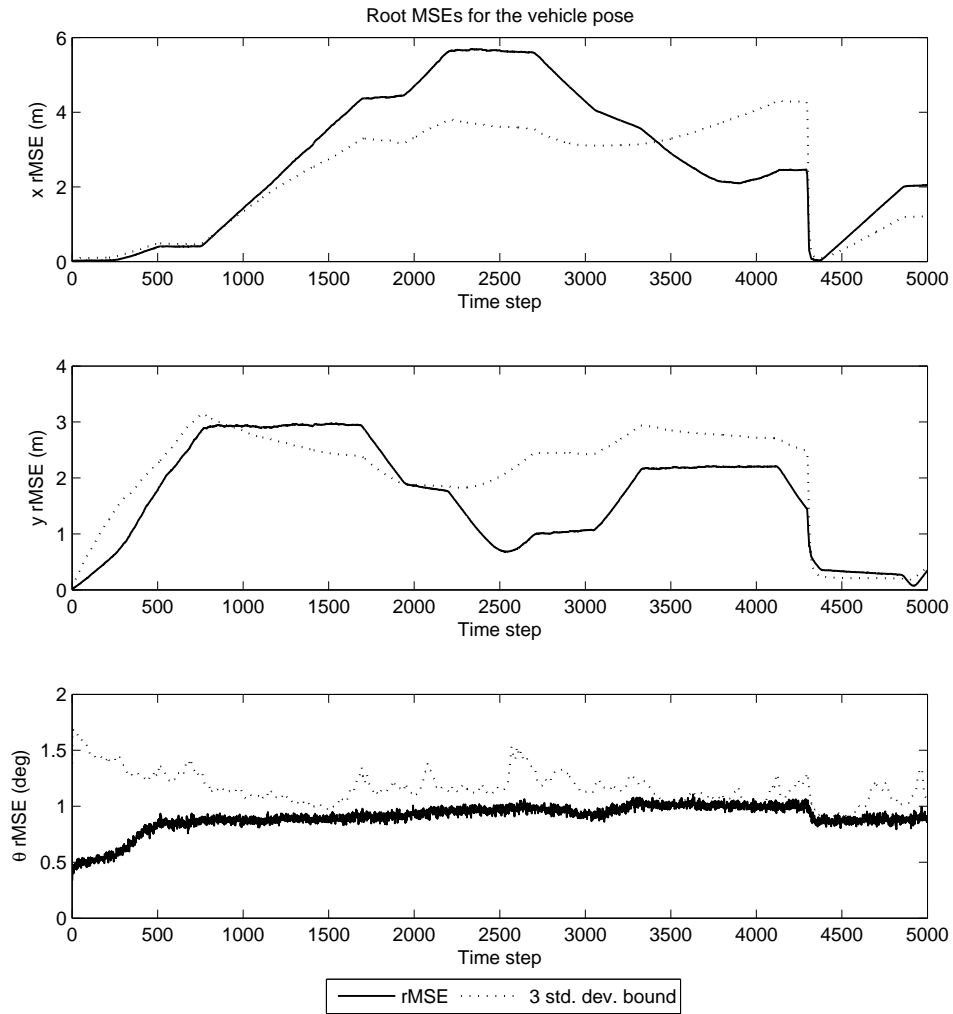 Root MSEs for the vehicle pose
6
4
2
0
x rMSE (m)
0 500 1000 1500 2000 2500 3000 3500 4000 4500 5000
Time step
4
3
2
1
0
y rMSE (m)
0 500 1000 1500 2000 2500 3000 3500 4000 4500 5000
Time step
2
1.5
1
0.5
0
θ rMSE (deg)
0 500 1000 1500 2000 2500 3000 3500 4000 4500 5000
Time step
rMSE 3 std. dev. bound